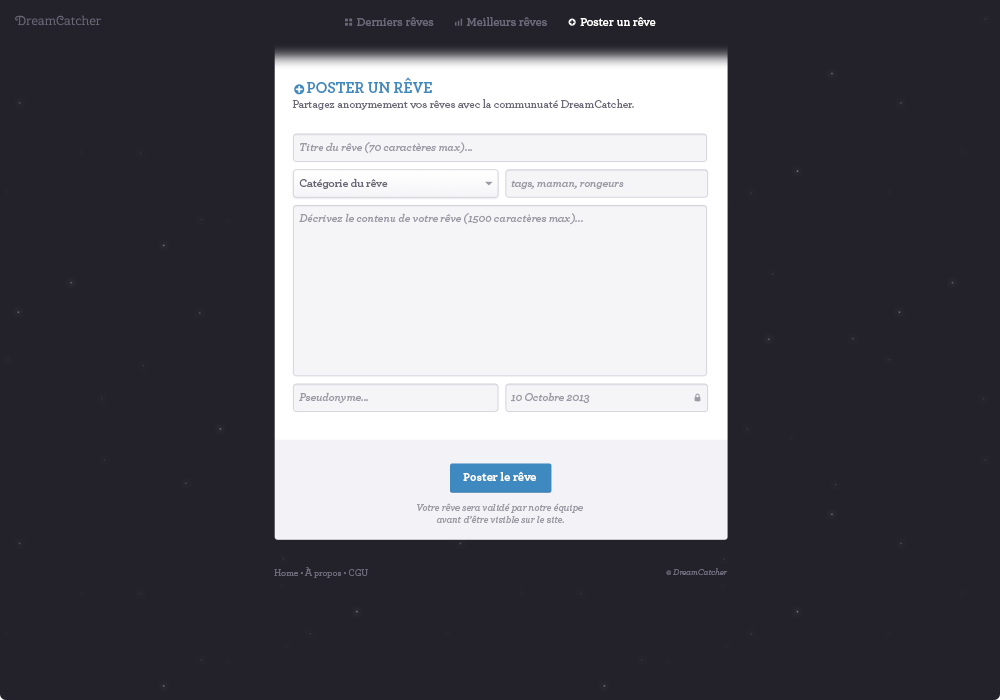 DreamCatcher
Derniers rêves
Meilleurs rêves
Poster un rêve
POSTER UN RÊVE
Partagez anonymement vos rêves avec la communuaté DreamCatcher.
Titre du rêve (70 caractères max)...
Catégorie du rêve
tags, maman, rongeurs
Décrivez le contenu de votre rêve (1500 caractères max)...
Pseudonyme...
10 Octobre 2013
Poster le rêve
Votre rêve sera validé par notre équipe
avant d'être visible sur le site.
Home • À propos • CGU
© DreamCatcher